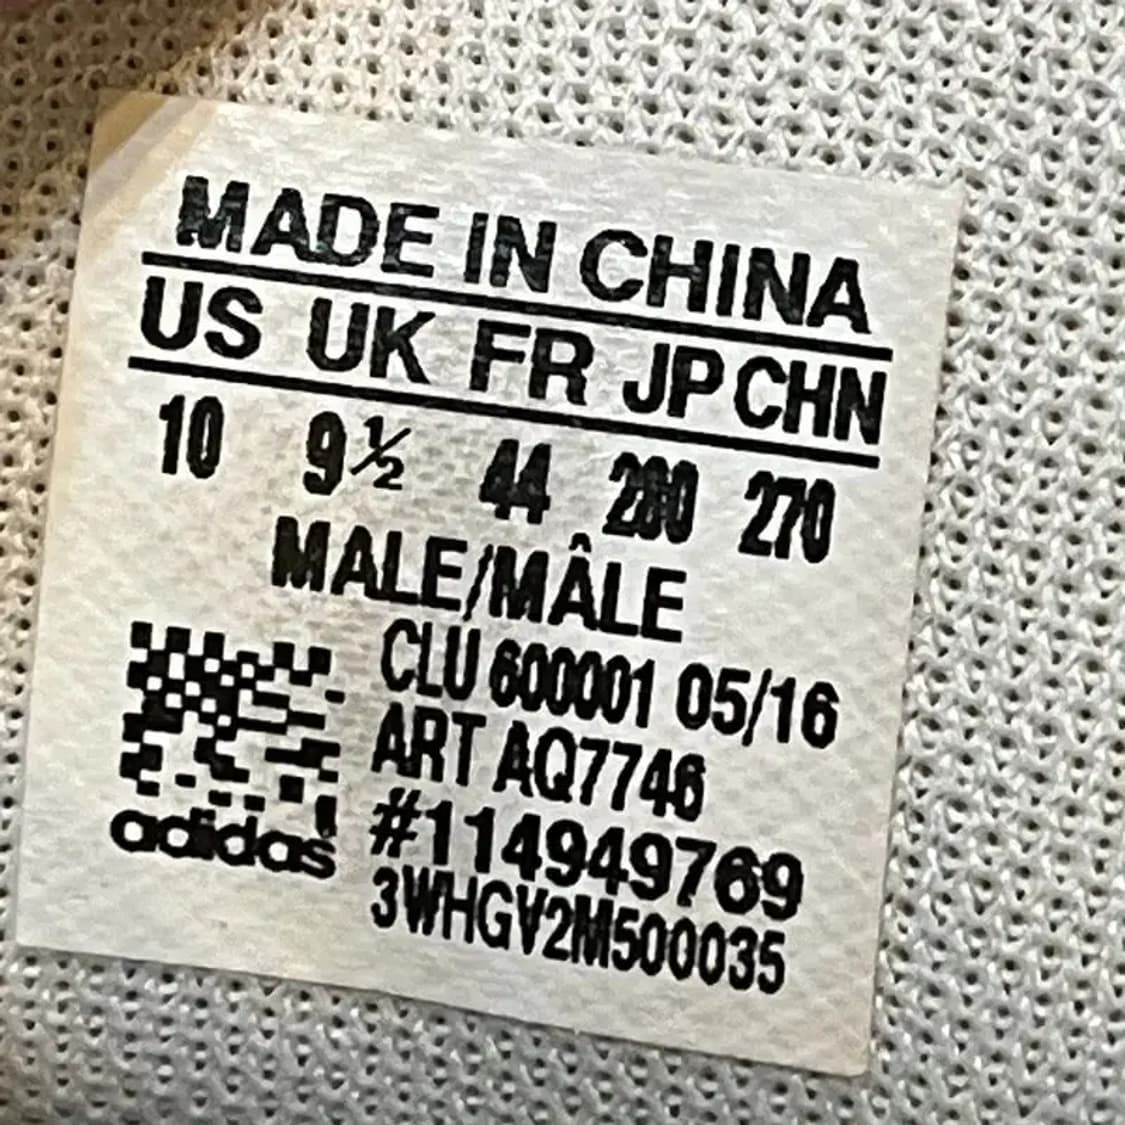 MADE IN CHINA
US UK FR JP CHN
10 9½ 44 280 270
MALE/MÂLE
CLU 600001 05/16
ART AQ7746
#114949769
3WHGV2M500035
adidas